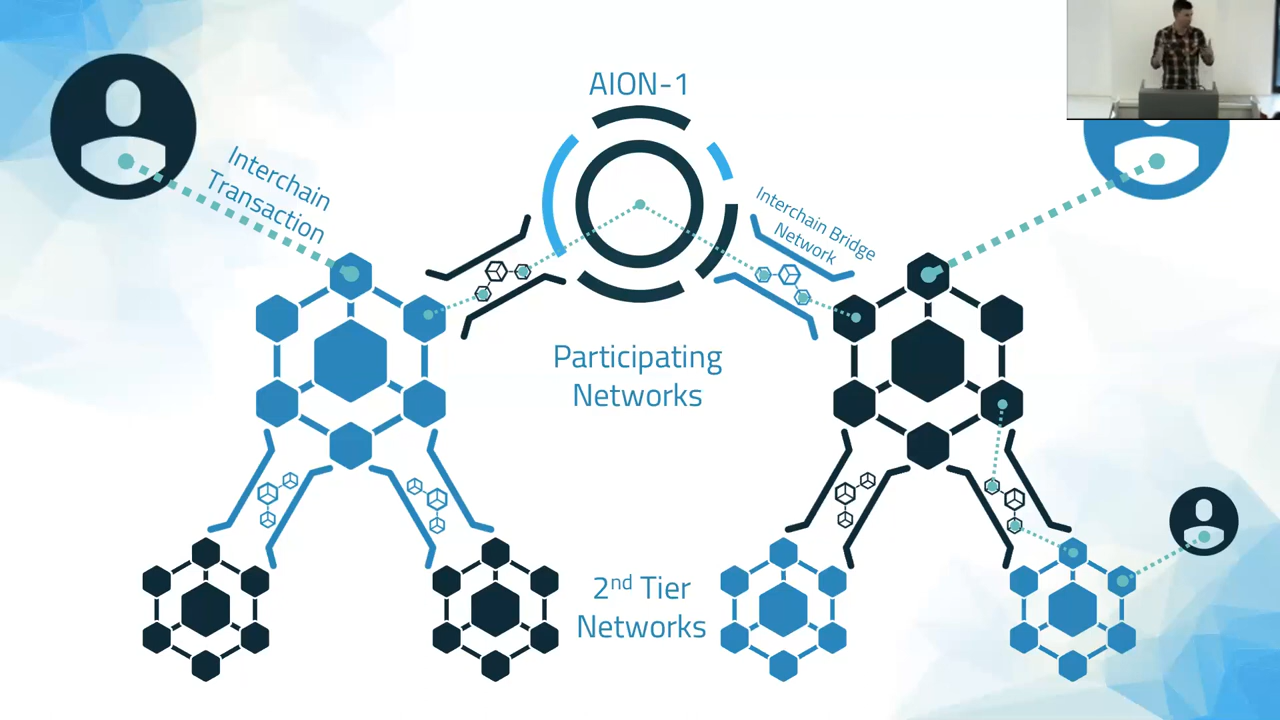 AION-1
Interchain
Transaction
Interchain Bridge
Network
Participating
Networks
2nd Tier
Networks